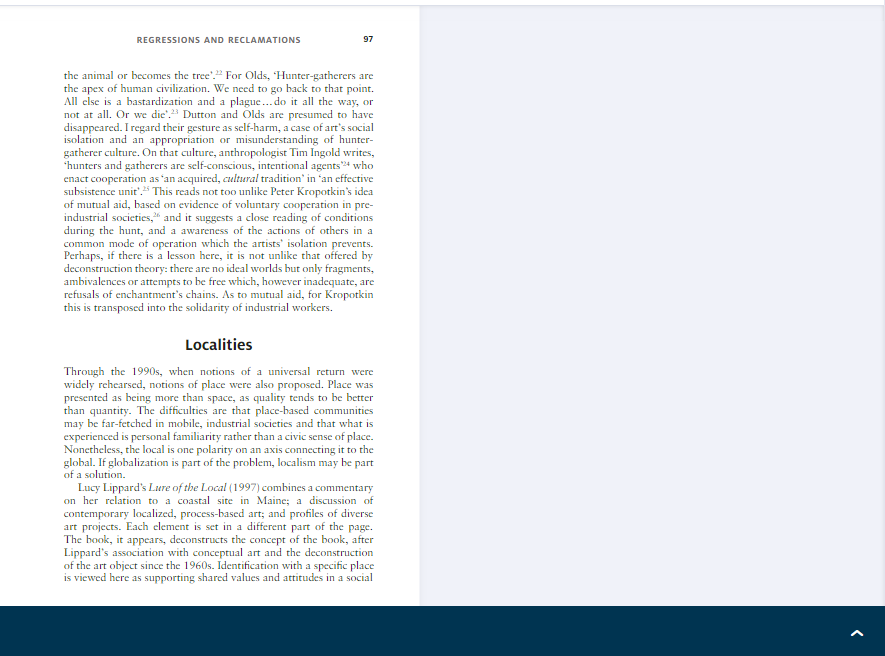 REGRESSIONS AND RECLAMATIONS 97
the animal or becomes the tree’.²² For Olds, ‘Hunter-gatherers are
the apex of human civilization. We need to go back to that point.
All else is a bastardization and a plague…do it all the way, or
not at all. Or we die’.²³ Dutton and Olds are presumed to have
disappeared. I regard their gesture as self-harm, a case of art’s social
isolation and an appropriation or misunderstanding of hunter-
gatherer culture. On that culture, anthropologist Tim Ingold writes,
‘hunters and gatherers are self-conscious, intentional agents’²⁴ who
enact cooperation as ‘an acquired, cultural tradition’ in ‘an effective
subsistence unit’.²⁵ This reads not too unlike Peter Kropotkin’s idea
of mutual aid, based on evidence of voluntary cooperation in pre-
industrial societies,²⁶ and it suggests a close reading of conditions
during the hunt, and a awareness of the actions of others in a
common mode of operation which the artists’ isolation prevents.
Perhaps, if there is a lesson here, it is not unlike that offered by
deconstruction theory: there are no ideal worlds but only fragments,
ambivalences or attempts to be free which, however inadequate, are
refusals of enchantment’s chains. As to mutual aid, for Kropotkin
this is transposed into the solidarity of industrial workers.
Localities
Through the 1990s, when notions of a universal return were
widely rehearsed, notions of place were also proposed. Place was
presented as being more than space, as quality tends to be better
than quantity. The difficulties are that place-based communities
may be far-fetched in mobile, industrial societies and that what is
experienced is personal familiarity rather than a civic sense of place.
Nonetheless, the local is one polarity on an axis connecting it to the
global. If globalization is part of the problem, localism may be part
of a solution.
Lucy Lippard’s Lure of the Local (1997) combines a commentary
on her relation to a coastal site in Maine; a discussion of
contemporary localized, process-based art; and profiles of diverse
art projects. Each element is set in a different part of the page.
The book, it appears, deconstructs the concept of the book, after
Lippard’s association with conceptual art and the deconstruction
of the art object since the 1960s. Identification with a specific place
is viewed here as supporting shared values and attitudes in a social